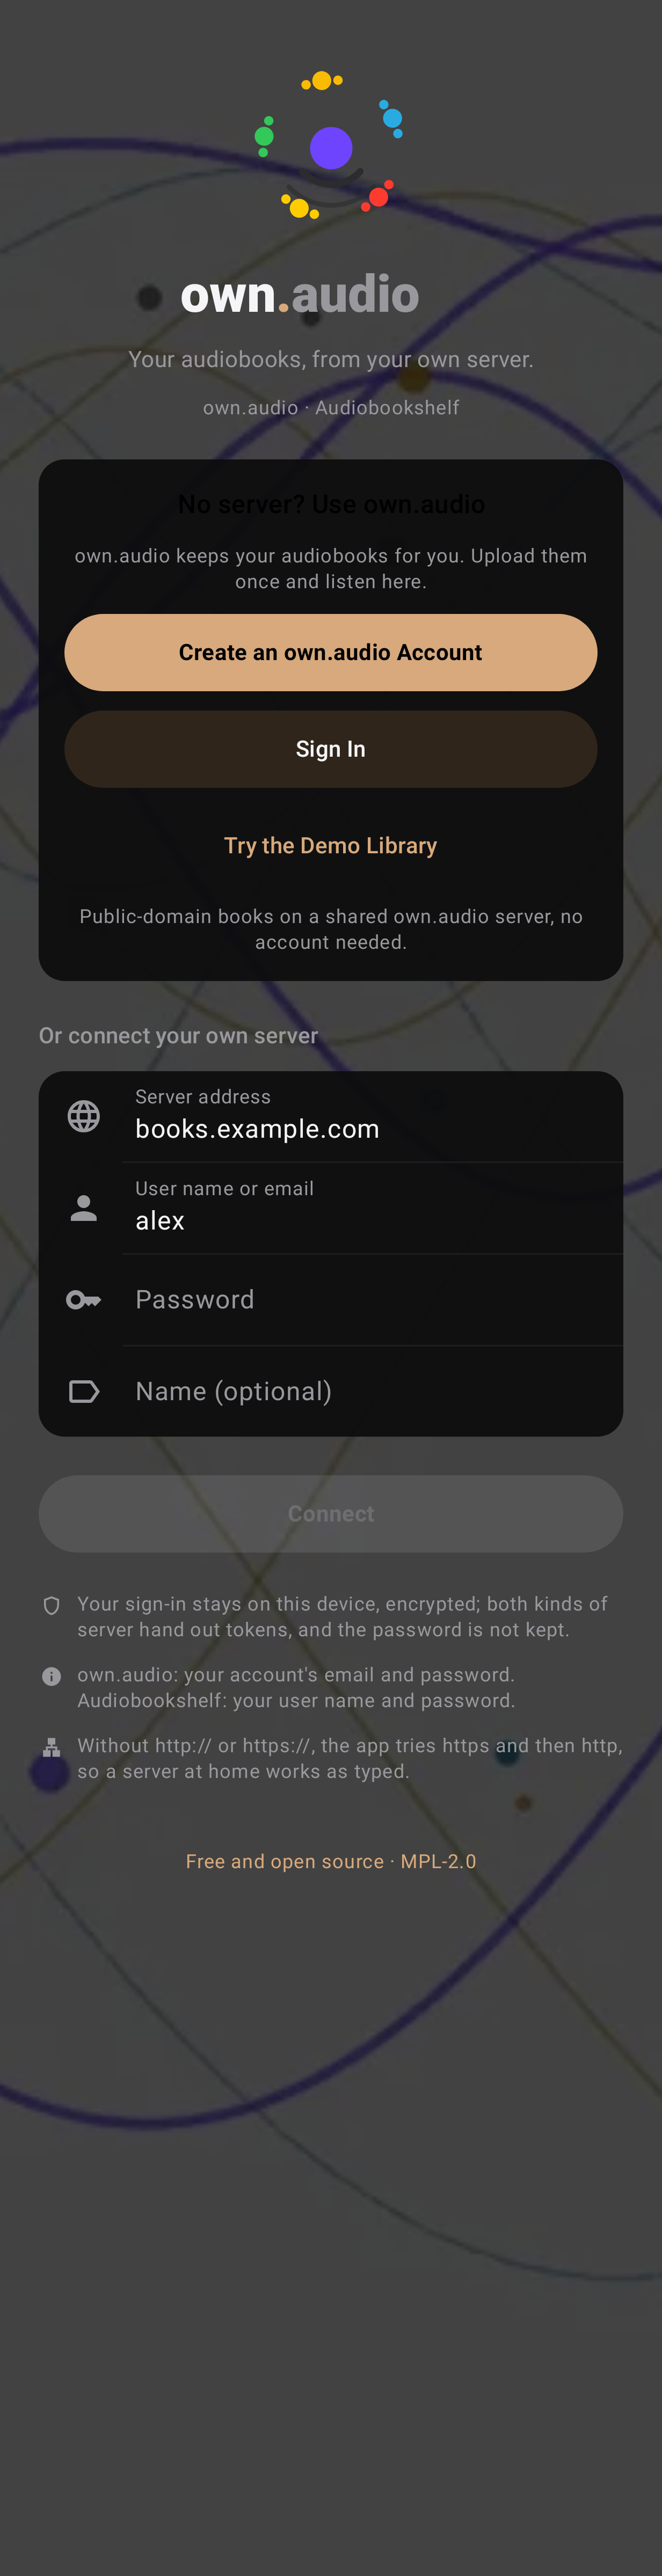 own.audio
Your audiobooks, from your own server.
own.audio · Audiobookshelf
No server? Use own.audio
own.audio keeps your audiobooks for you. Upload them
once and listen here.
Create an own.audio Account
Sign In
Try the Demo Library
Public-domain books on a shared own.audio server, no
account needed.
Or connect your own server
Server address
books.example.com
User name or email
alex
Password
Name (optional)
Connect
Your sign-in stays on this device, encrypted; both kinds of
server hand out tokens, and the password is not kept.
own.audio: your account's email and password.
Audiobookshelf: your user name and password.
Without http:// or https://, the app tries https and then http,
so a server at home works as typed.
Free and open source · MPL-2.0